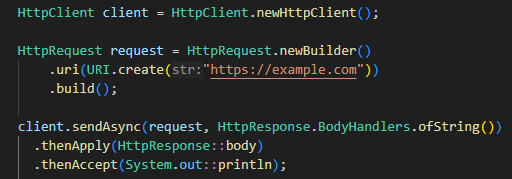 HttpClient client = HttpClient.newHttpClient();
HttpRequest request = HttpRequest.newBuilder()
    .uri(URI.create(str:"https://example.com"))
    .build();
client.sendAsync(request, HttpResponse.BodyHandlers.ofString())
  .thenApply(HttpResponse::body)
  .thenAccept(System.out::println);